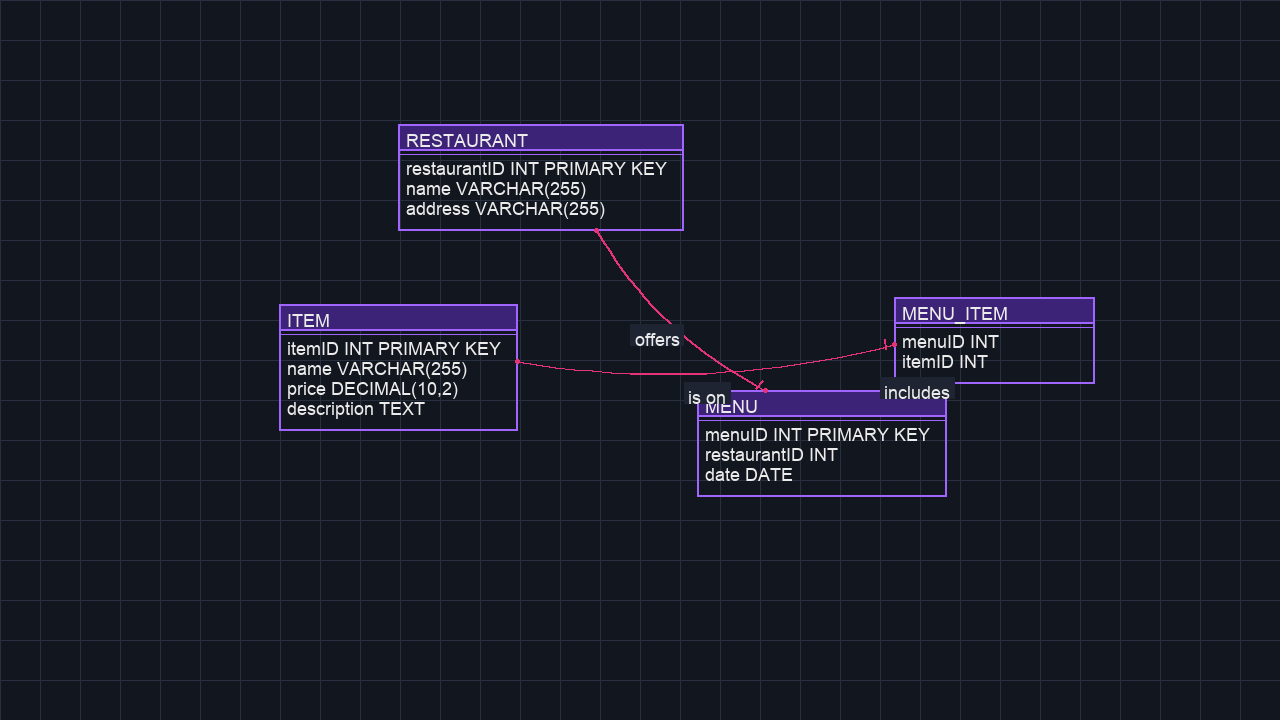 RESTAURANT
restaurantID INT PRIMARY KEY
name VARCHAR(255)
address VARCHAR(255)
ITEM
itemID INT PRIMARY KEY
name VARCHAR(255)
price DECIMAL(10,2)
description TEXT
offers
MENU_ITEM
menuID INT
itemID INT
is on
includes
MENU
menuID INT PRIMARY KEY
restaurantID INT
date DATE